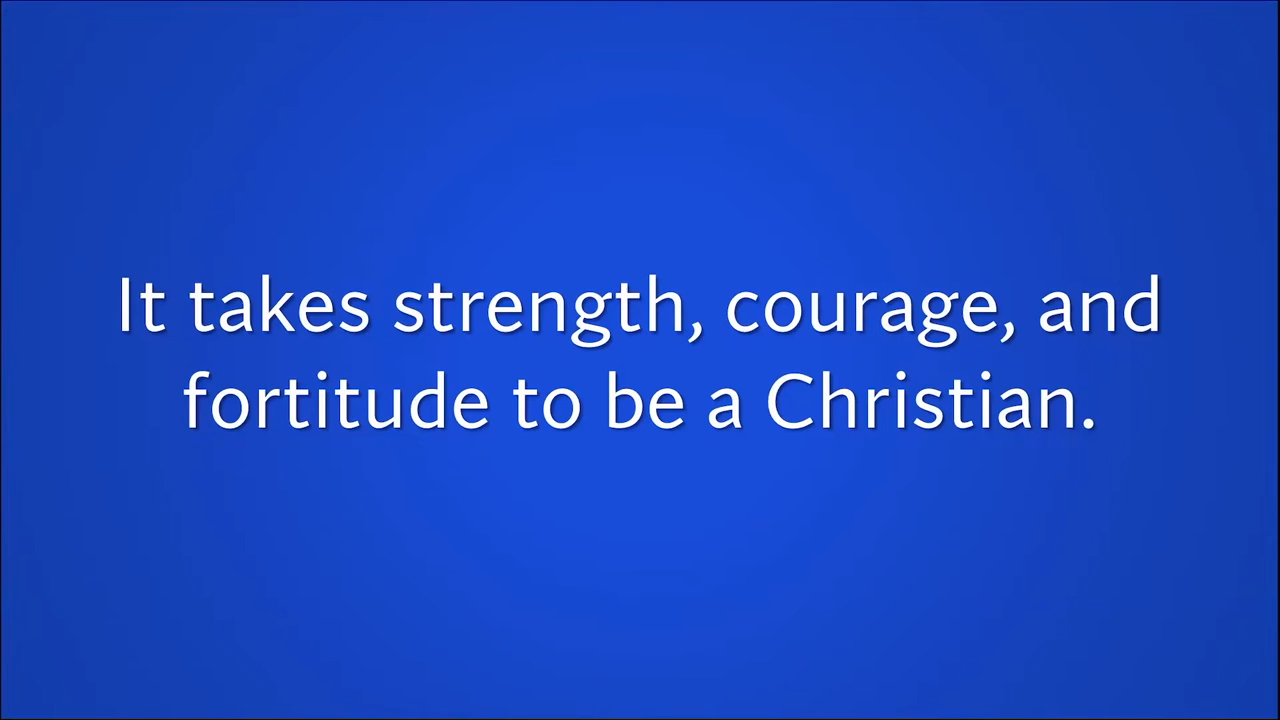 It takes strength, courage, and
fortitude to be a Christian.